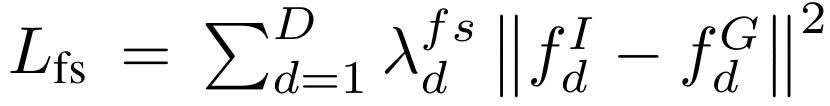 $L_{\text{fs}} = \sum_{d=1}^{D} \lambda_d^{fs} \left\| f_d^I - f_d^G \right\|^2$